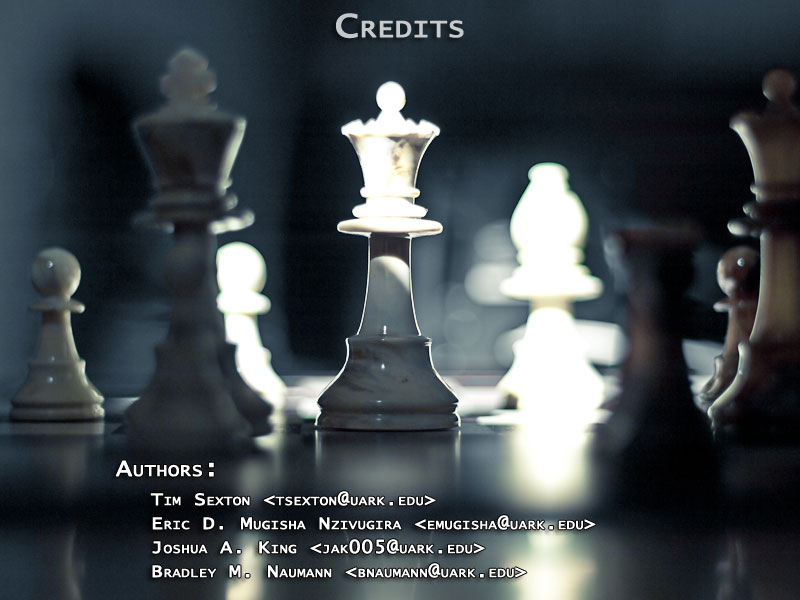 Credits
Authors:
Tim Sexton <tsexton@uark.edu>
Eric D. Mugisha Nzivugira <emugisha@uark.edu>
Joshua A. King <jak005@uark.edu>
Bradley M. Naumann <bnaumann@uark.edu>